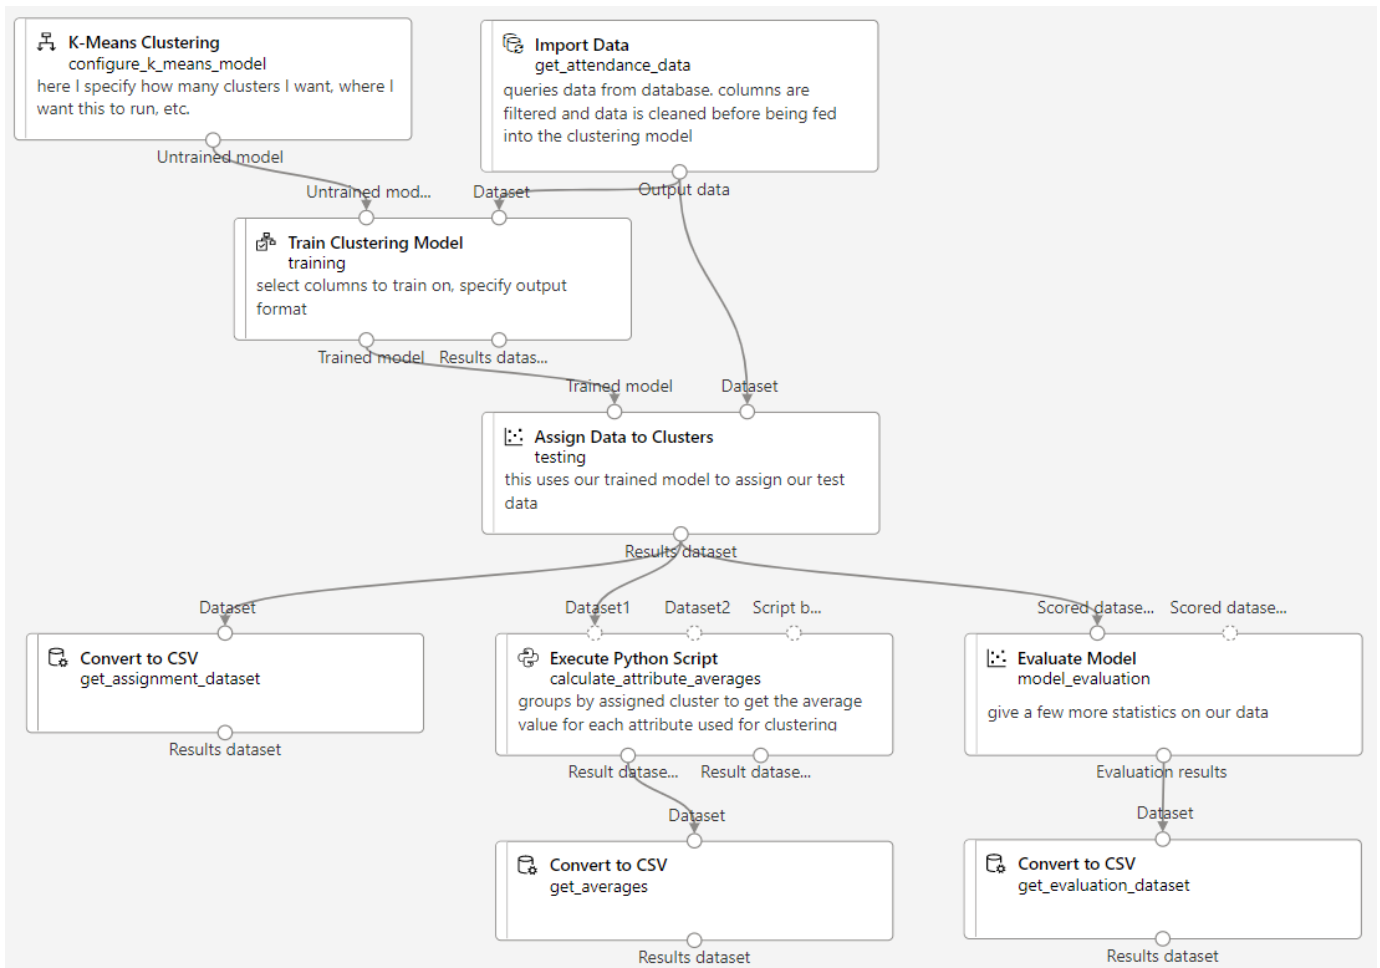 K-Means Clustering
configure_k_means_model
here I specify how many clusters I want, where I
want this to run, etc.
Untrained model
Import Data
get_attendance_data
queries data from database. columns are
filtered and data is cleaned before being fed
into the clustering model
Output data
Untrained mod...
Dataset
Train Clustering Model
training
select columns to train on, specify output
format
Trained model
Results datas...
Trained model
Dataset
Assign Data to Clusters
testing
this uses our trained model to assign our test
data
Results dataset
Dataset
Convert to CSV
get_assignment_dataset
Results dataset
Dataset1
Dataset2
Script b...
Execute Python Script
calculate_attribute_averages
groups by assigned cluster to get the average
value for each attribute used for clustering
Result datase...
Result datase...
Scored datase...
Scored datase...
Evaluate Model
model_evaluation
give a few more statistics on our data
Evaluation results
Dataset
Convert to CSV
get_averages
Results dataset
Dataset
Convert to CSV
get_evaluation_dataset
Results dataset